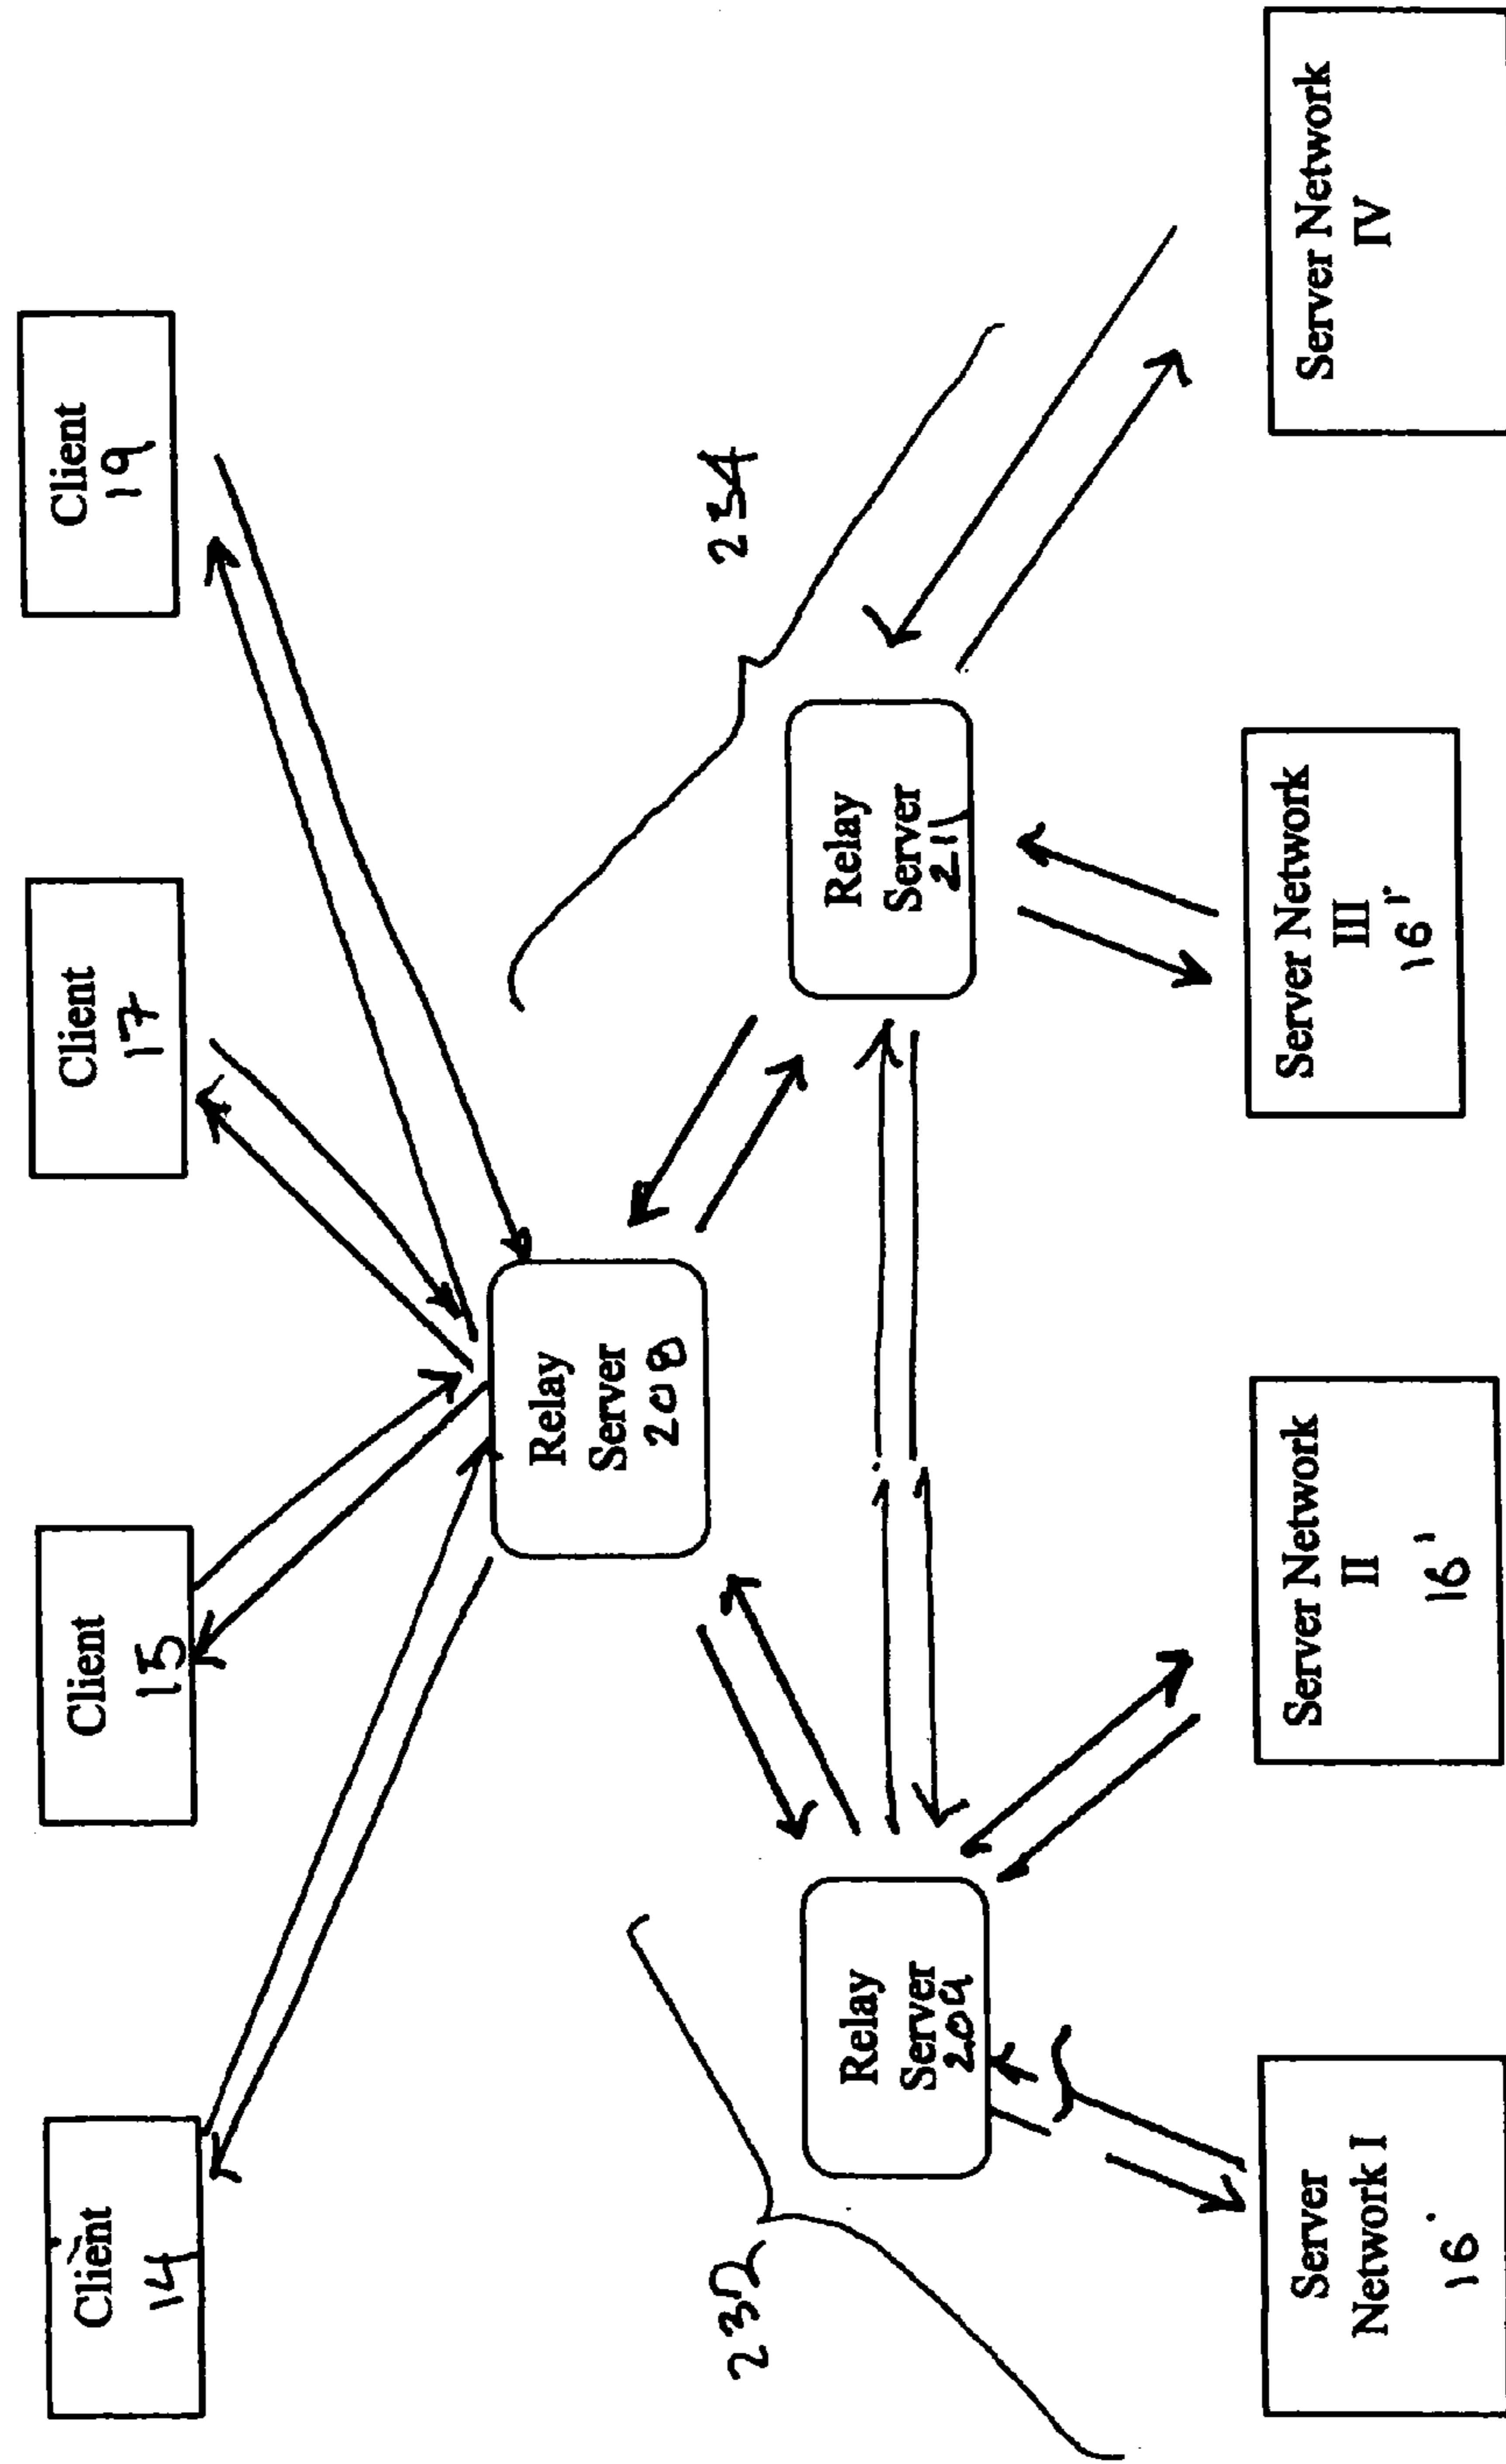 Client
14
Client
15
Client
17
Client
19
Relay
Server
208
232
234
Relay
Server
209
Relay
Server
211
Server
Network I
16'
Server Network
II
16'
Server Network
III
16'
Server Network
IV